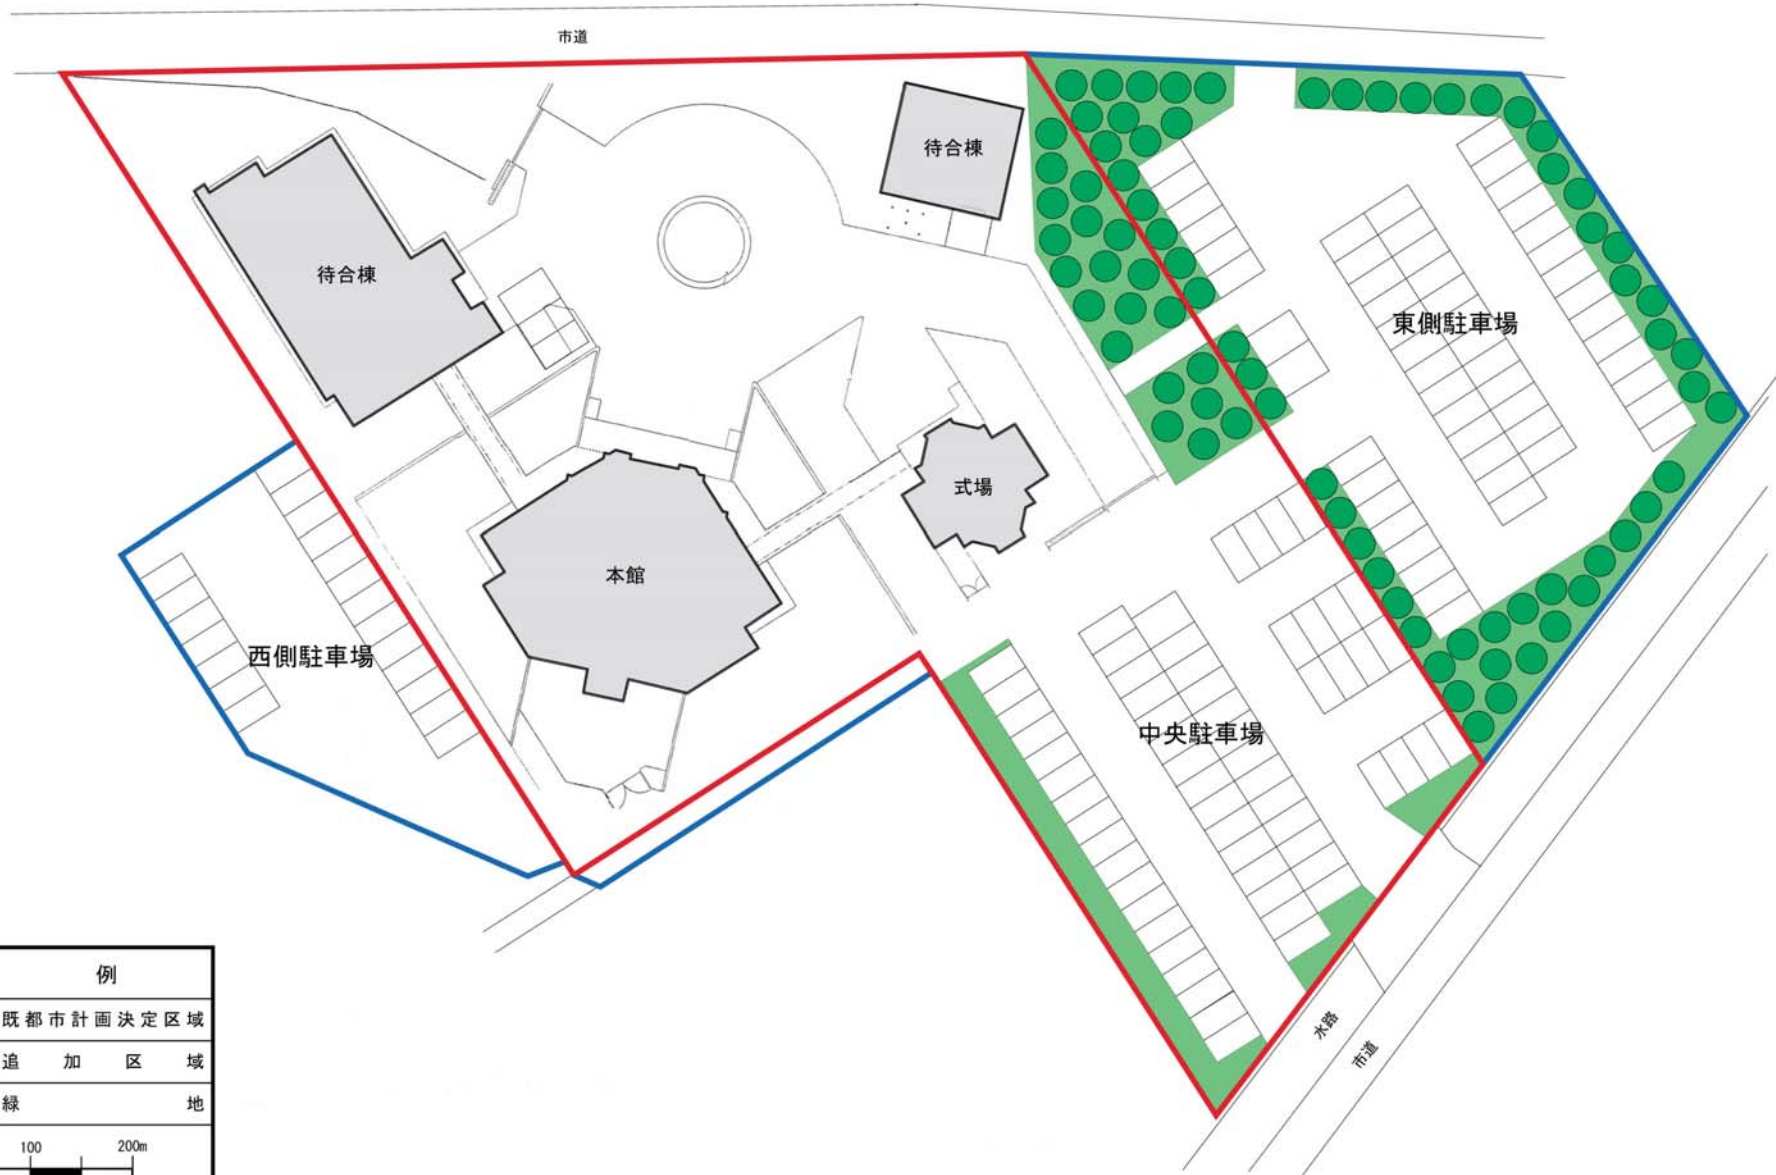 市道
待合棟
待合棟
東側駐車場
式場
本館
西側駐車場
中央駐車場
例
既都市計画決定区域
追加区域
緑地
100 200m
水路
市道